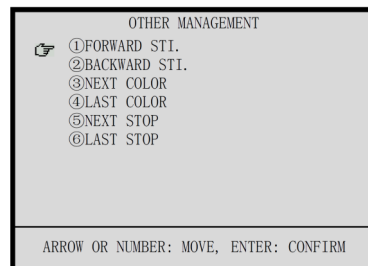 OTHER MANAGEMENT
①FORWARD STI.
②BACKWARD STI.
③NEXT COLOR
④LAST COLOR
⑤NEXT STOP
⑥LAST STOP
ARROW OR NUMBER: MOVE, ENTER: CONFIRM